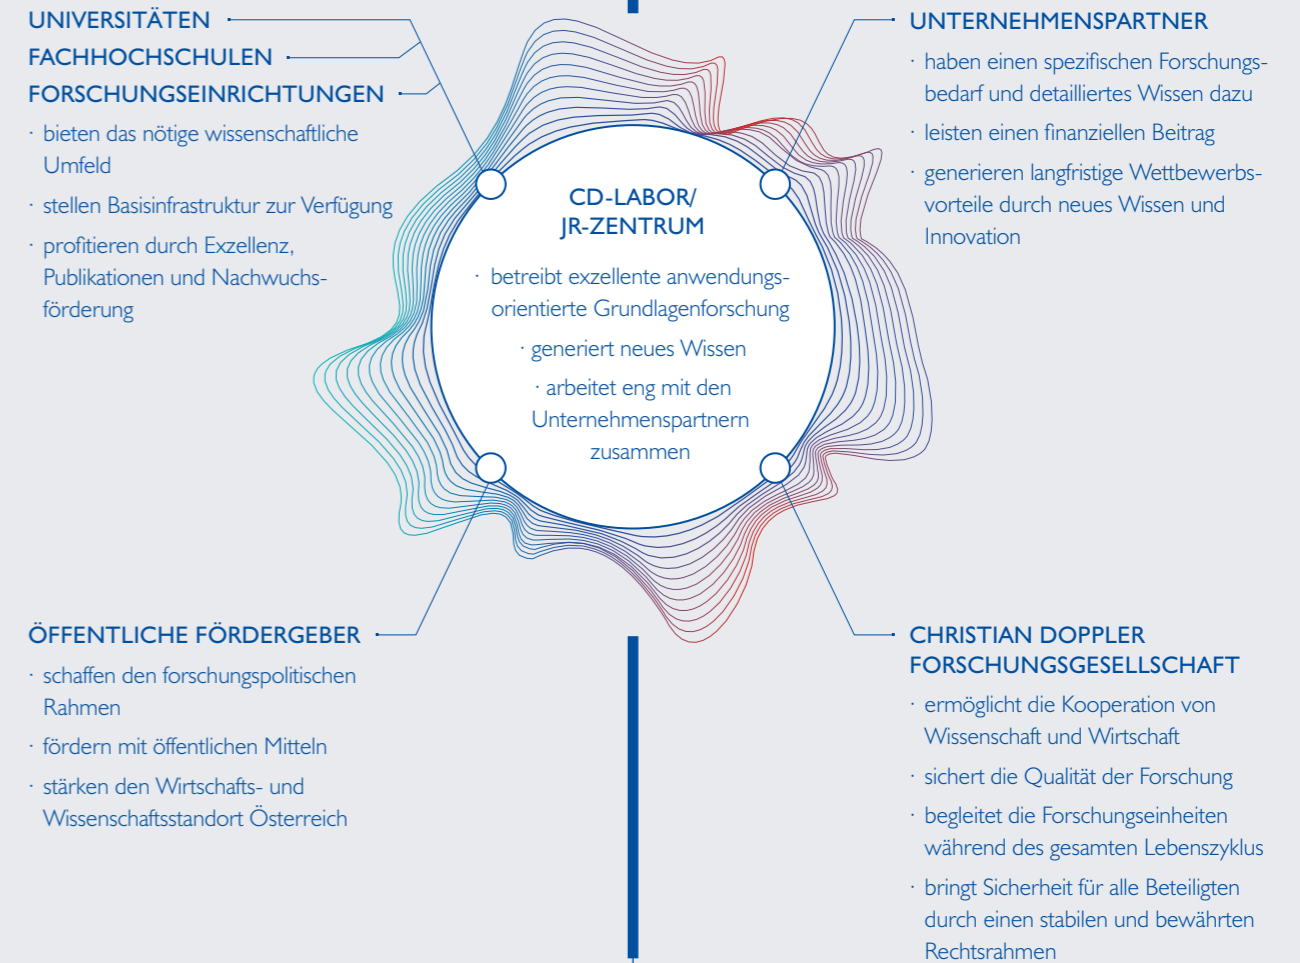 UNIVERSITÄTEN
FACHHOCHSCHULEN
FORSCHUNGSEINRICHTUNGEN
· bieten das nötige wissenschaftliche
Umfeld
· stellen Basisinfrastruktur zur Verfügung
· profitieren durch Exzellenz,
Publikationen und Nachwuchs-
förderung
UNTERNEHMENSPARTNER
· haben einen spezifischen Forschungs-
bedarf und detailliertes Wissen dazu
· leisten einen finanziellen Beitrag
· generieren langfristige Wettbewerbs-
vorteile durch neues Wissen und
Innovation
CD-LABOR/
JR-ZENTRUM
· betreibt exzellente anwendungs-
orientierte Grundlagenforschung
· generiert neues Wissen
· arbeitet eng mit den
Unternehmenspartnern
zusammen
ÖFFENTLICHE FÖRDERGEBER
· schaffen den forschungspolitischen
Rahmen
· fördern mit öffentlichen Mitteln
· stärken den Wirtschafts- und
Wissenschaftsstandort Österreich
CHRISTIAN DOPPLER
FORSCHUNGSGESELLSCHAFT
· ermöglicht die Kooperation von
Wissenschaft und Wirtschaft
· sichert die Qualität der Forschung
· begleitet die Forschungseinheiten
während des gesamten Lebenszyklus
· bringt Sicherheit für alle Beteiligten
durch einen stabilen und bewährten
Rechtsrahmen